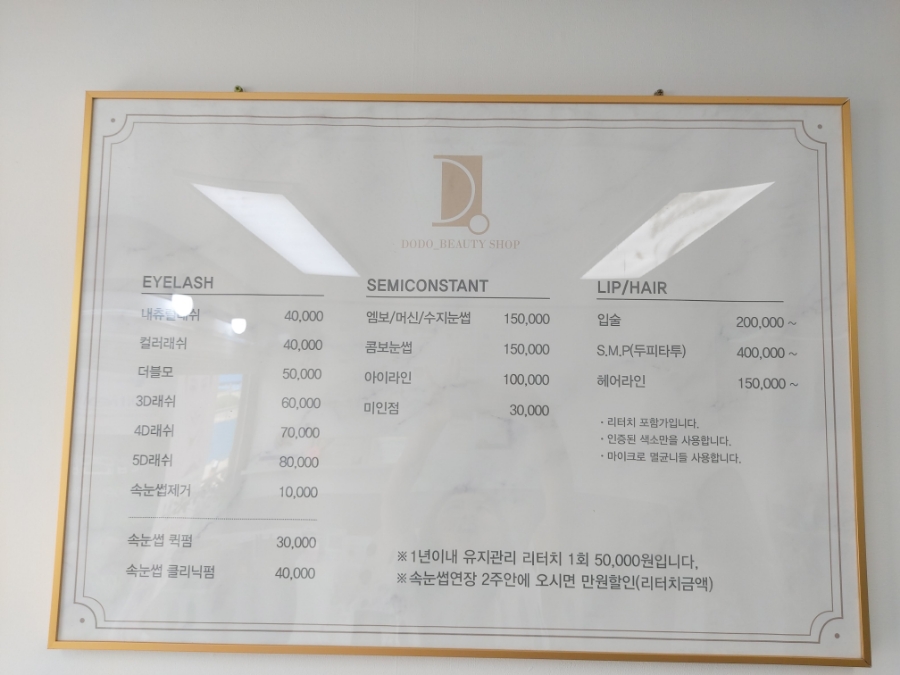 DODO_BEAUTY SHOP
EYELASH
내츄럴래쉬 40,000
컬러래쉬 40,000
더블모 50,000
3D래쉬 60,000
4D래쉬 70,000
5D래쉬 80,000
속눈썹제거 10,000
속눈썹 퀵펌 30,000
속눈썹 클리닉펌 40,000
SEMICONSTANT
엠보/머신/수지눈썹 150,000
콤보눈썹 150,000
아이라인 100,000
미인점 30,000
LIP/HAIR
입술 200,000 ~
S.M.P(두피타투) 400,000 ~
헤어라인 150,000 ~
· 리터치 포함가입니다.
· 인증된 색소만을 사용합니다.
· 마이크로 멸균니들 사용합니다.
※1년이내 유지관리 리터치 1회 50,000원입니다.
※속눈썹연장 2주안에 오시면 만원할인(리터치금액)